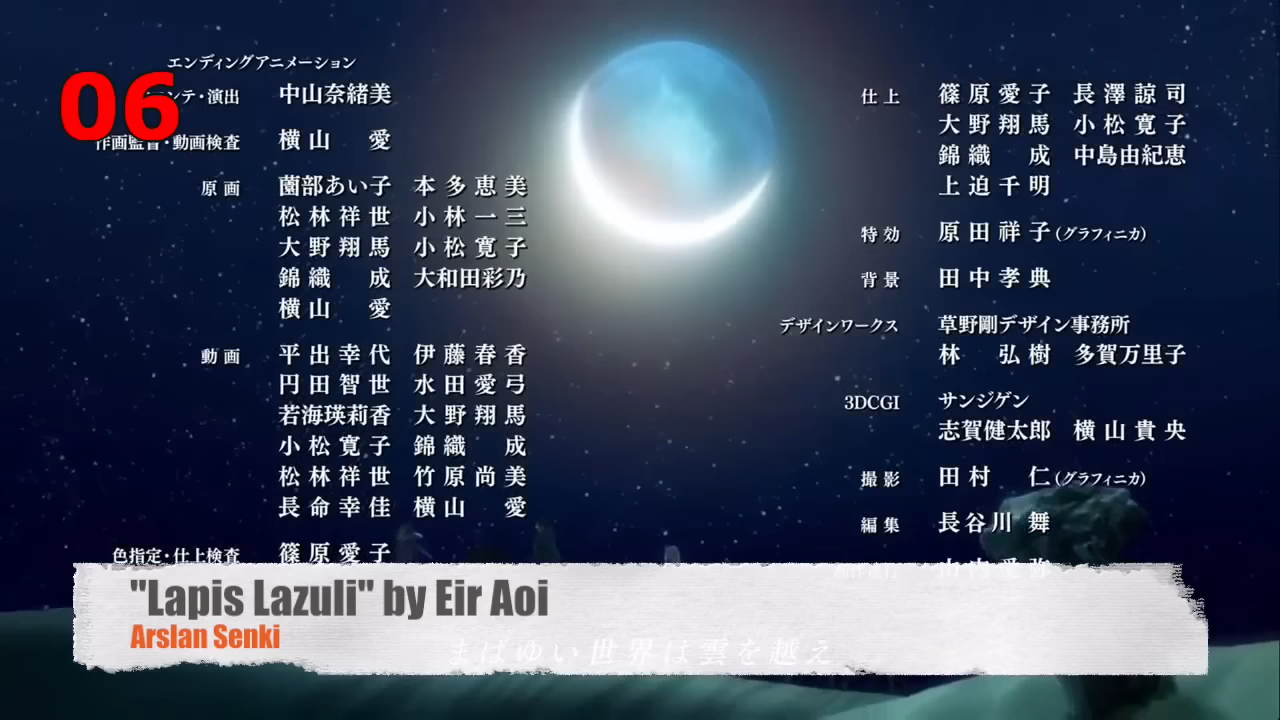 エンディングアニメーション
06
ンテ・演出 中山奈緒美
作画監督・動画検査 横山 愛
原画 薗部あい子 本多恵美
松林祥世 小林一三
大野翔馬 小松寛子
錦織 成 大和田彩乃
横山 愛
動画 平出幸代 伊藤春香
円田智世 水田愛弓
若海瑛莉香 大野翔馬
小松寛子 錦織 成
松林祥世 竹原尚美
長命幸佳 横山 愛
色指定・仕上検査 篠原愛子
仕上 篠原愛子 長澤諒司
大野翔馬 小松寛子
錦織 成 中島由紀恵
上迫千明
特効 原田祥子(グラフィニカ)
背景 田中孝典
デザインワークス 草野剛デザイン事務所
林 弘樹 多賀万里子
3DCGI サンジゲン
志賀健太郎 横山貴央
撮影 田村 仁(グラフィニカ)
編集 長谷川 舞
"Lapis Lazuli" by Eir Aoi
Arslan Senki
まばゆい世界は雲を越え